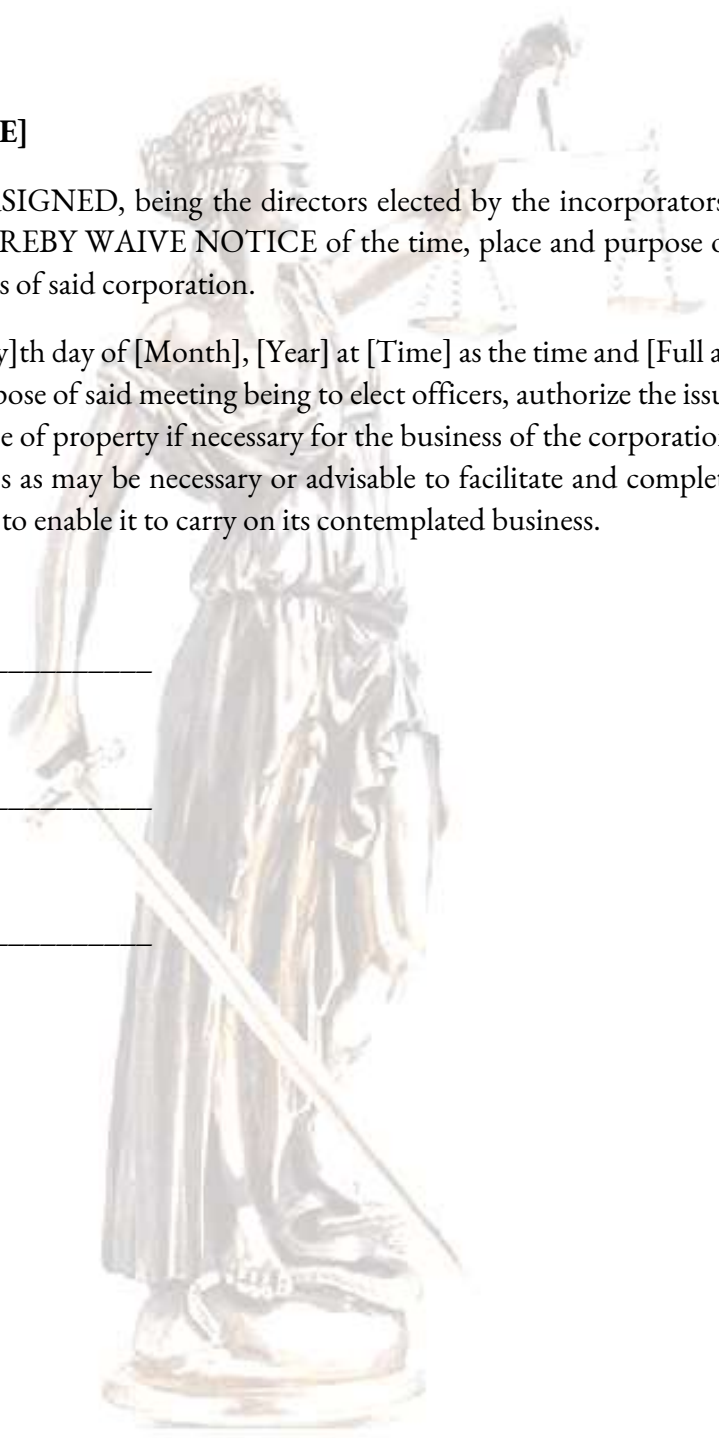 E]
SIGNED, being the directors elected by the incorporators
REBY WAIVE NOTICE of the time, place and purpose
s of said corporation.
y]th day of [Month], [Year] at [Time] as the time and [Full a
pose of said meeting being to elect officers, authorize the issu
e of property if necessary for the business of the corporation
s as may be necessary or advisable to facilitate and complet
to enable it to carry on its contemplated business.